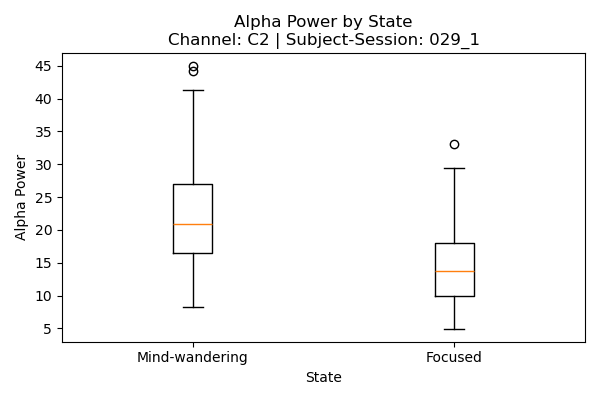 Alpha Power by State
Channel: C2 | Subject-Session: 029_1
Alpha Power
45
40
35
30
25
20
15
10
5
Mind-wandering
Focused
State